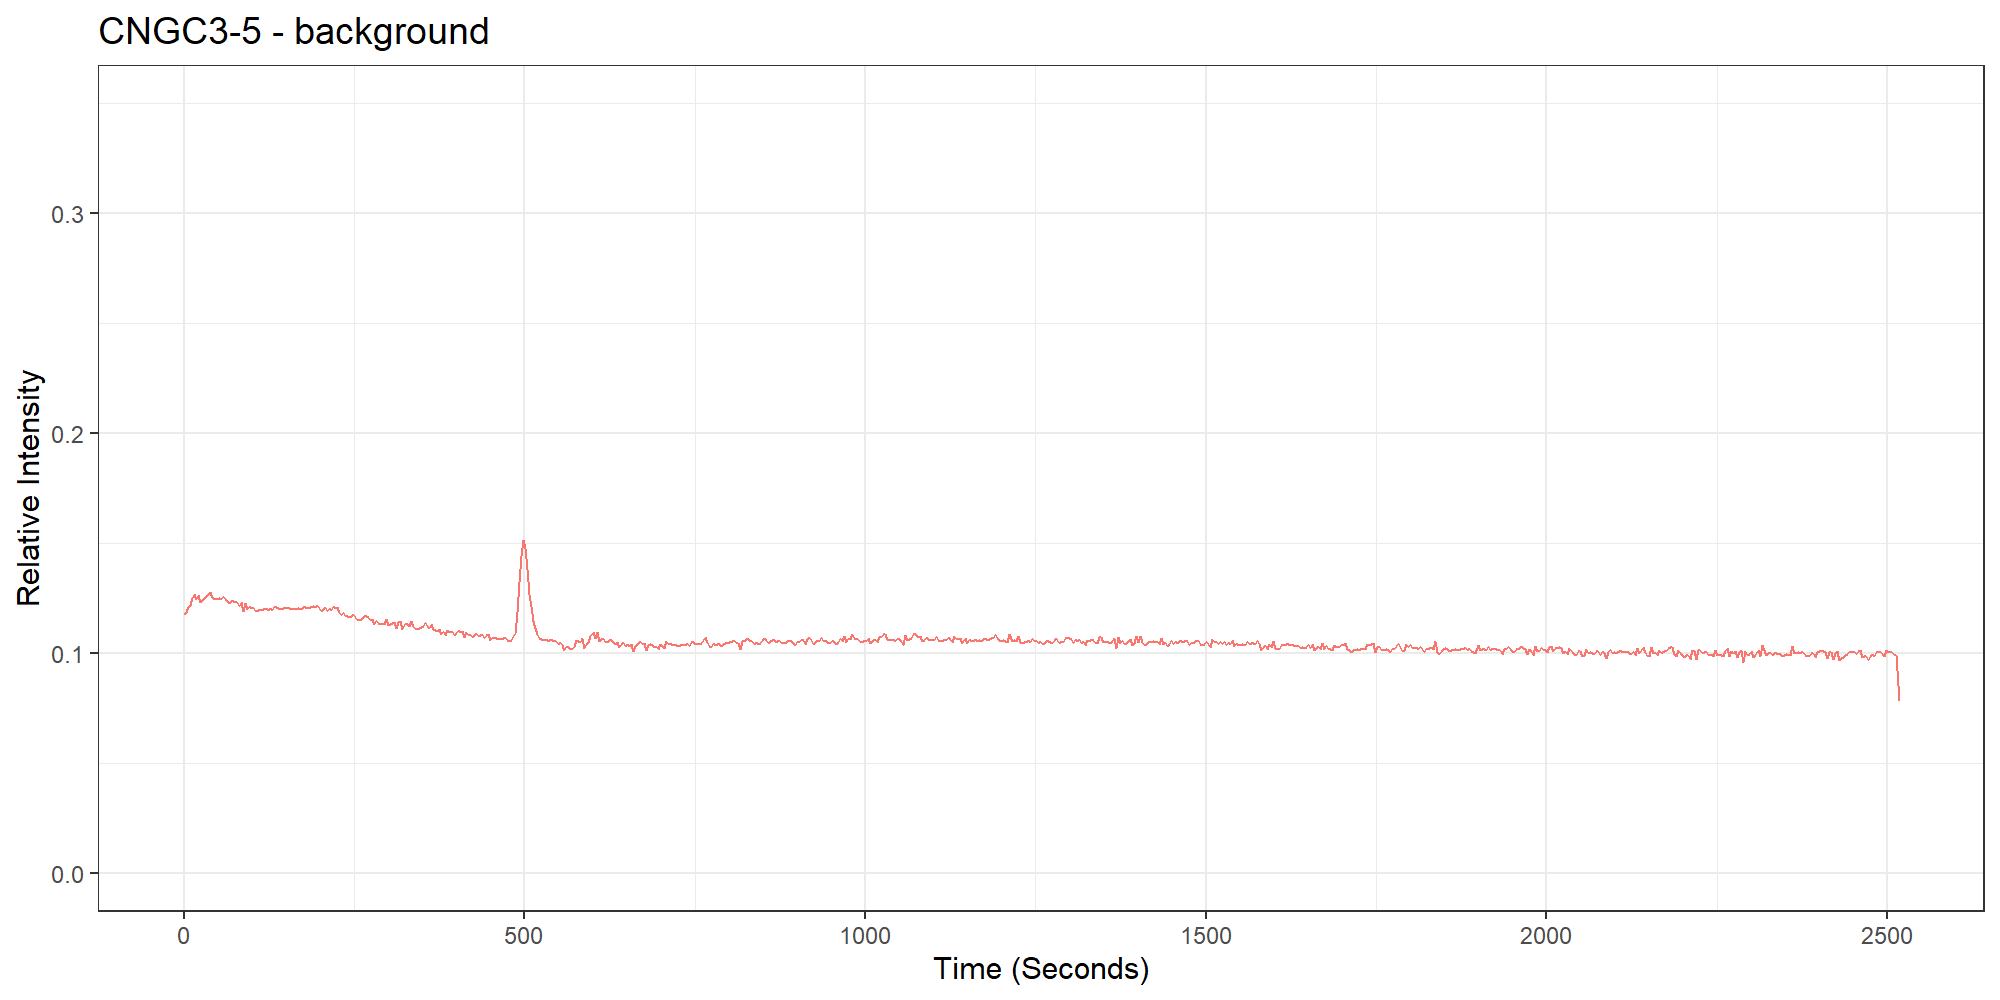 CNGC3-5 - background
Relative Intensity
0.3
0.2
0.1
0.0
0 500 1000 1500 2000 2500
Time (Seconds)